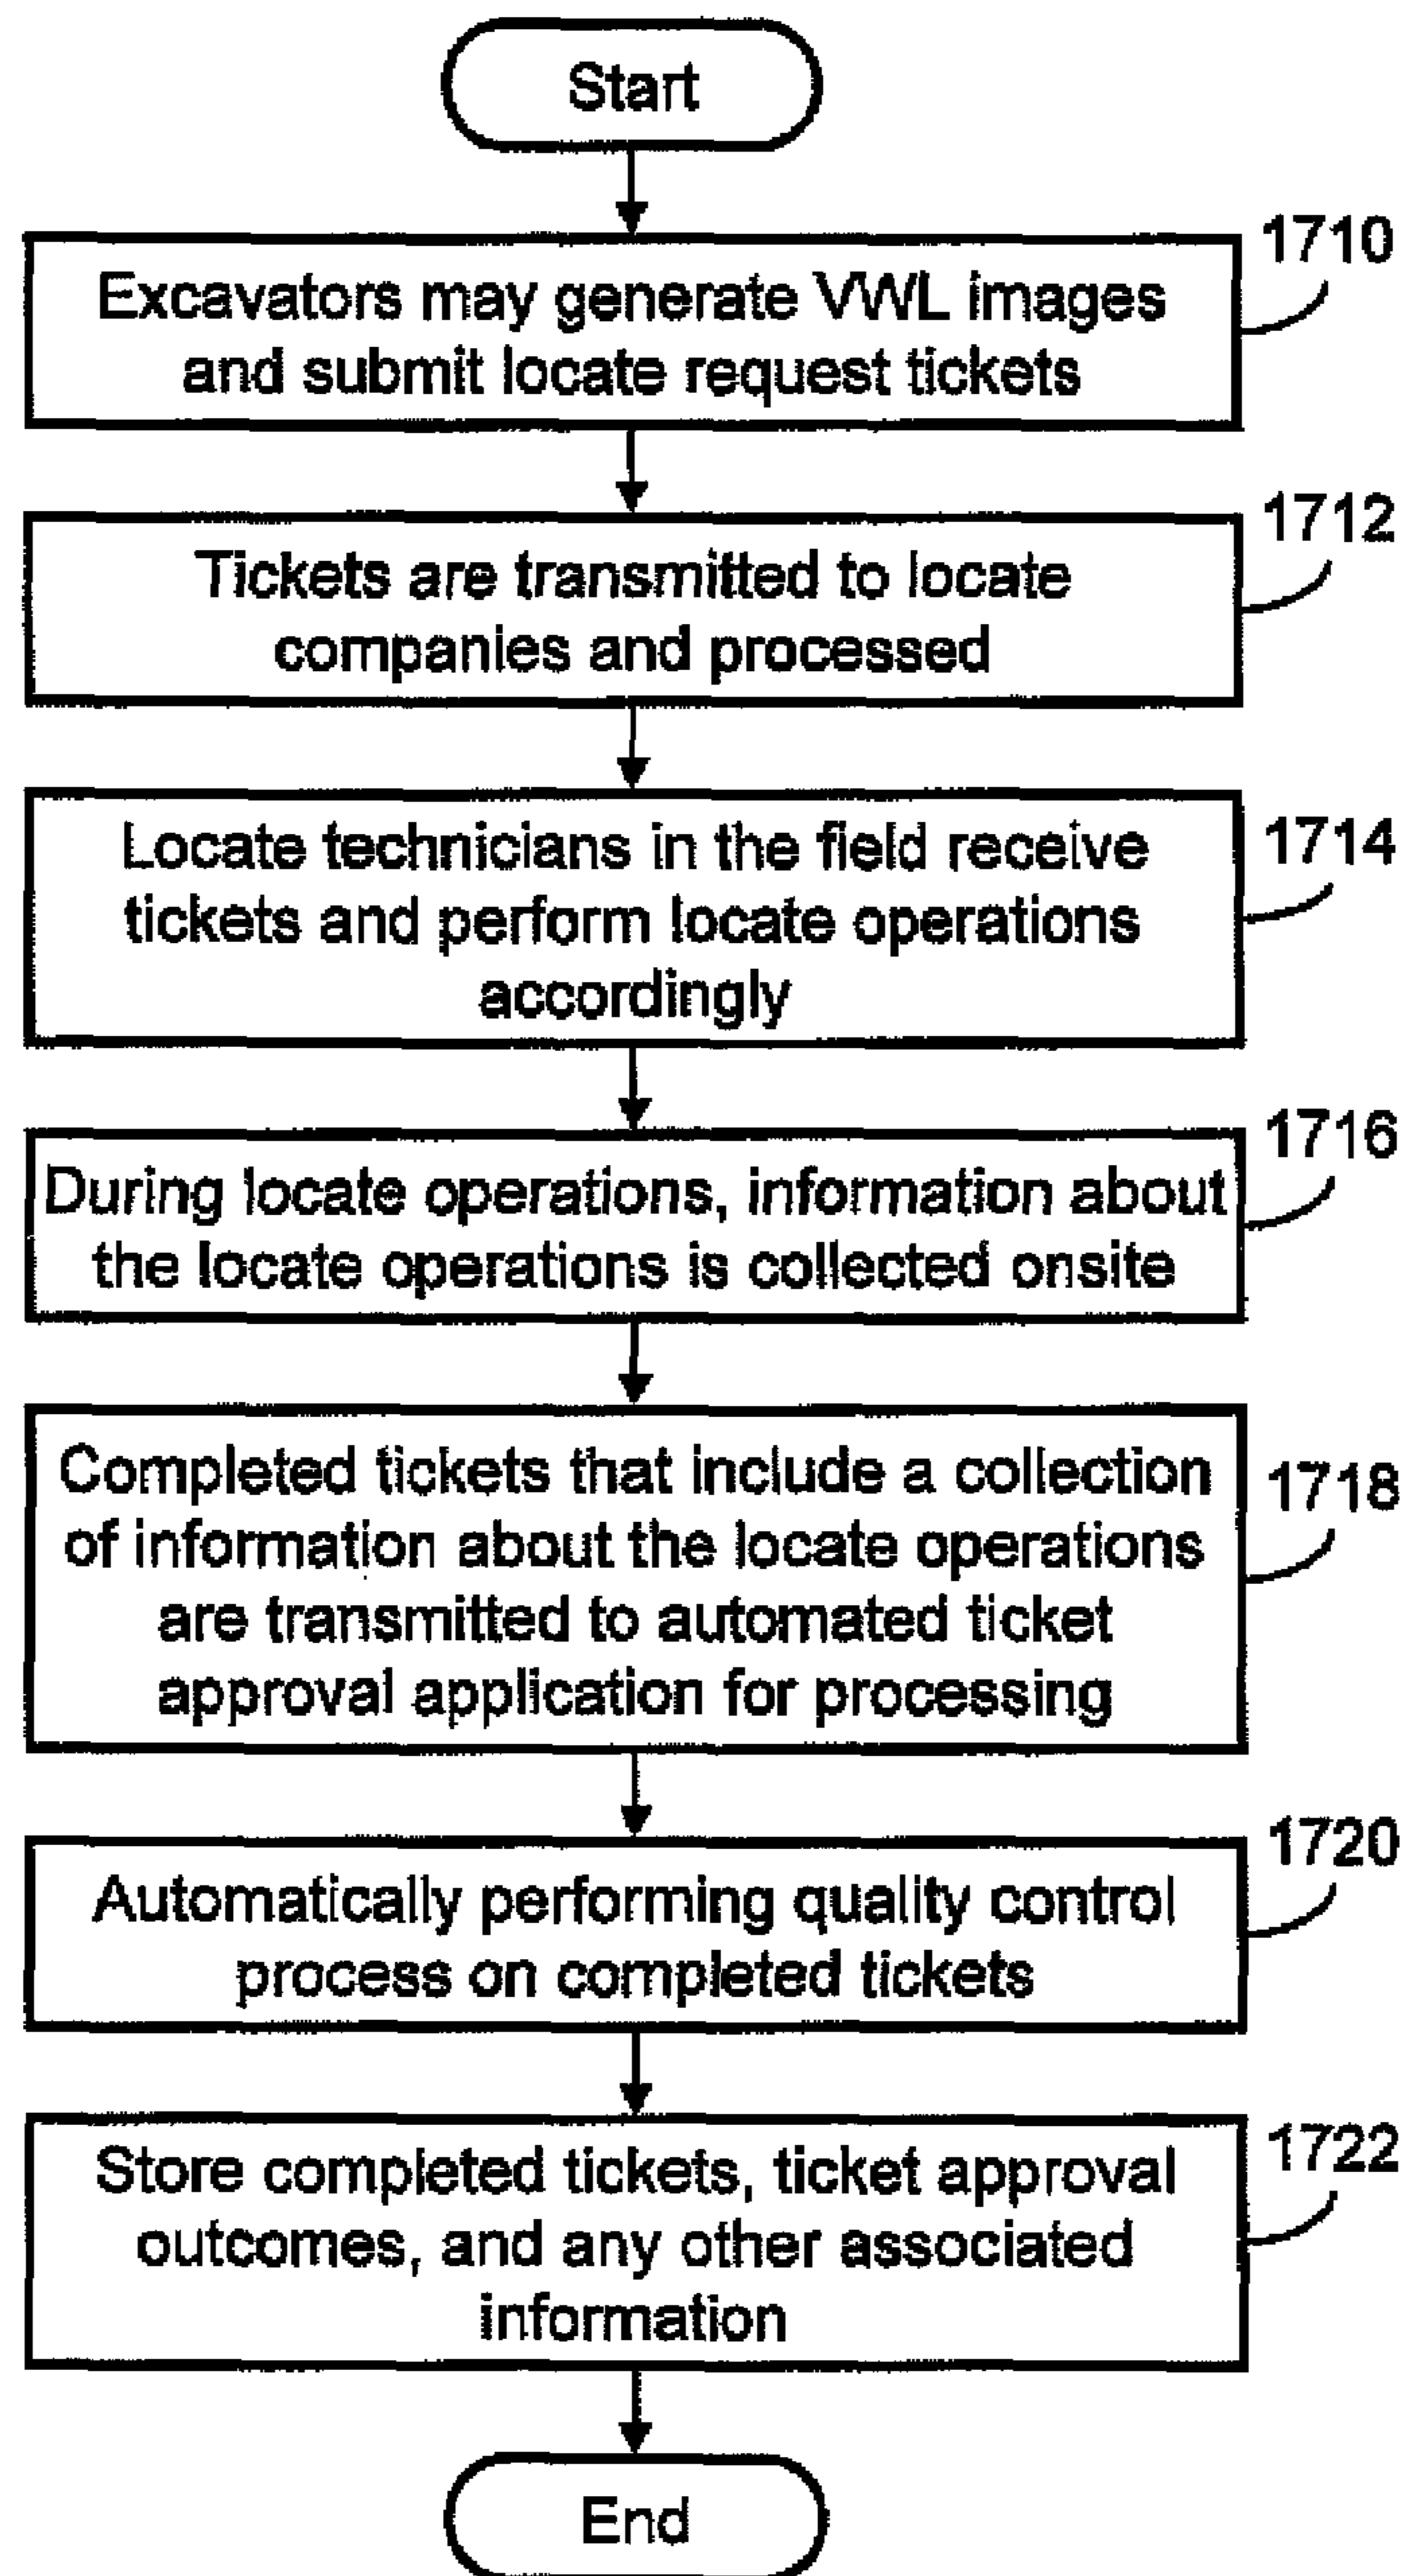 Start
1710
Excavators may generate VWL images
and submit locate request tickets
1712
Tickets are transmitted to locate
companies and processed
1714
Locate technicians in the field receive
tickets and perform locate operations
accordingly
1716
During locate operations, information about
the locate operations is collected onsite
1718
Completed tickets that include a collection
of information about the locate operations
are transmitted to automated ticket
approval application for processing
1720
Automatically performing quality control
process on completed tickets
1722
Store completed tickets, ticket approval
outcomes, and any other associated
information
End